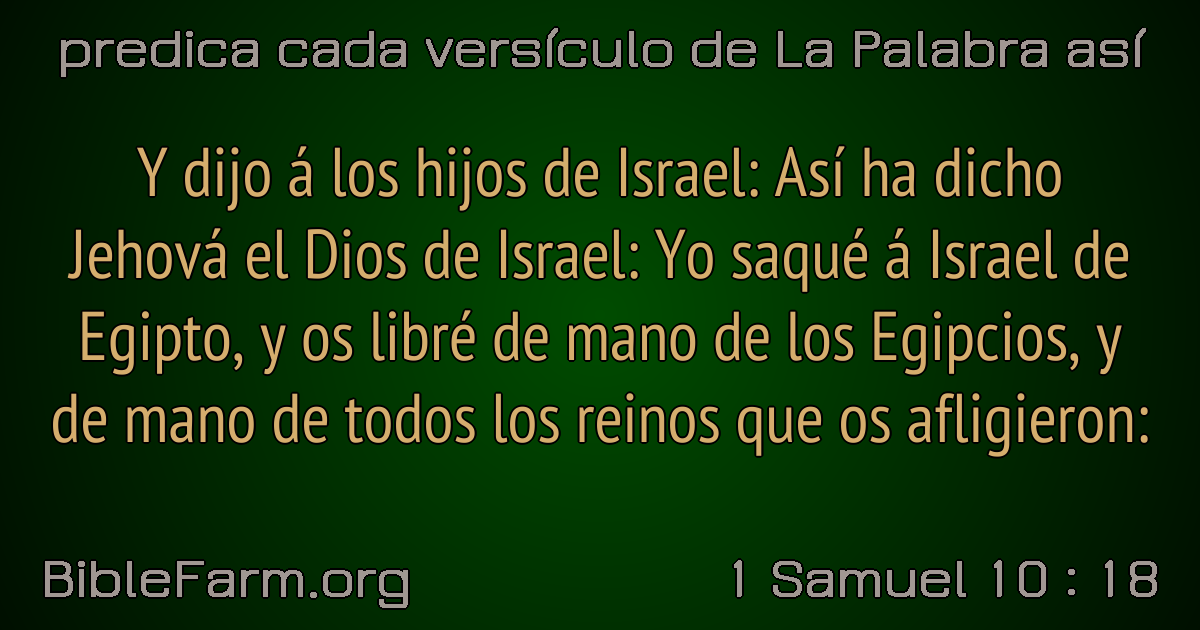 predica cada versículo de La Palabra así
Y dijo á los hijos de Israel: Así ha dicho
Jehová el Dios de Israel: Yo saqué á Israel de
Egipto, y os libré de mano de los Egipcios, y
de mano de todos los reinos que os afligieron:
BibleFarm.org
1 Samuel 10 : 18